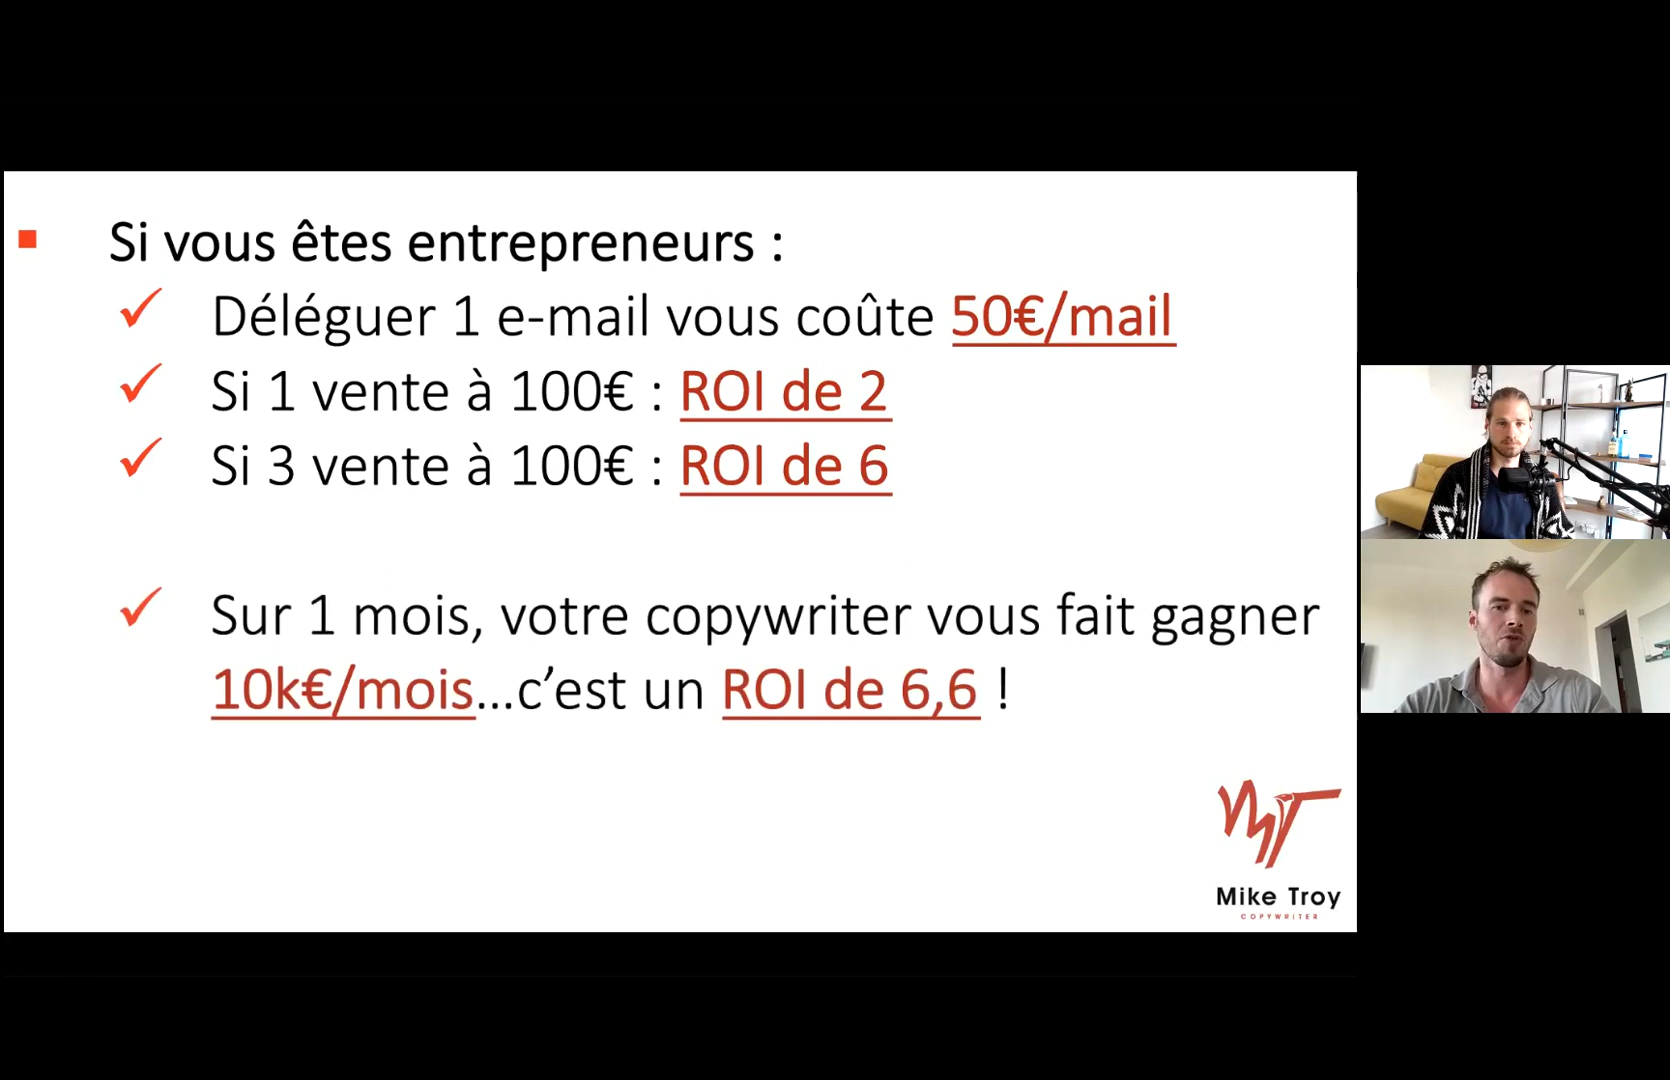 Si vous êtes entrepreneurs :
Déléguer 1 e-mail vous coûte 50€/mail
Si 1 vente à 100€ : ROI de 2
Si 3 vente à 100€ : ROI de 6
Sur 1 mois, votre copywriter vous fait gagner
10k€/mois...c’est un ROI de 6,6 !
Mike Troy
COPYWRITER